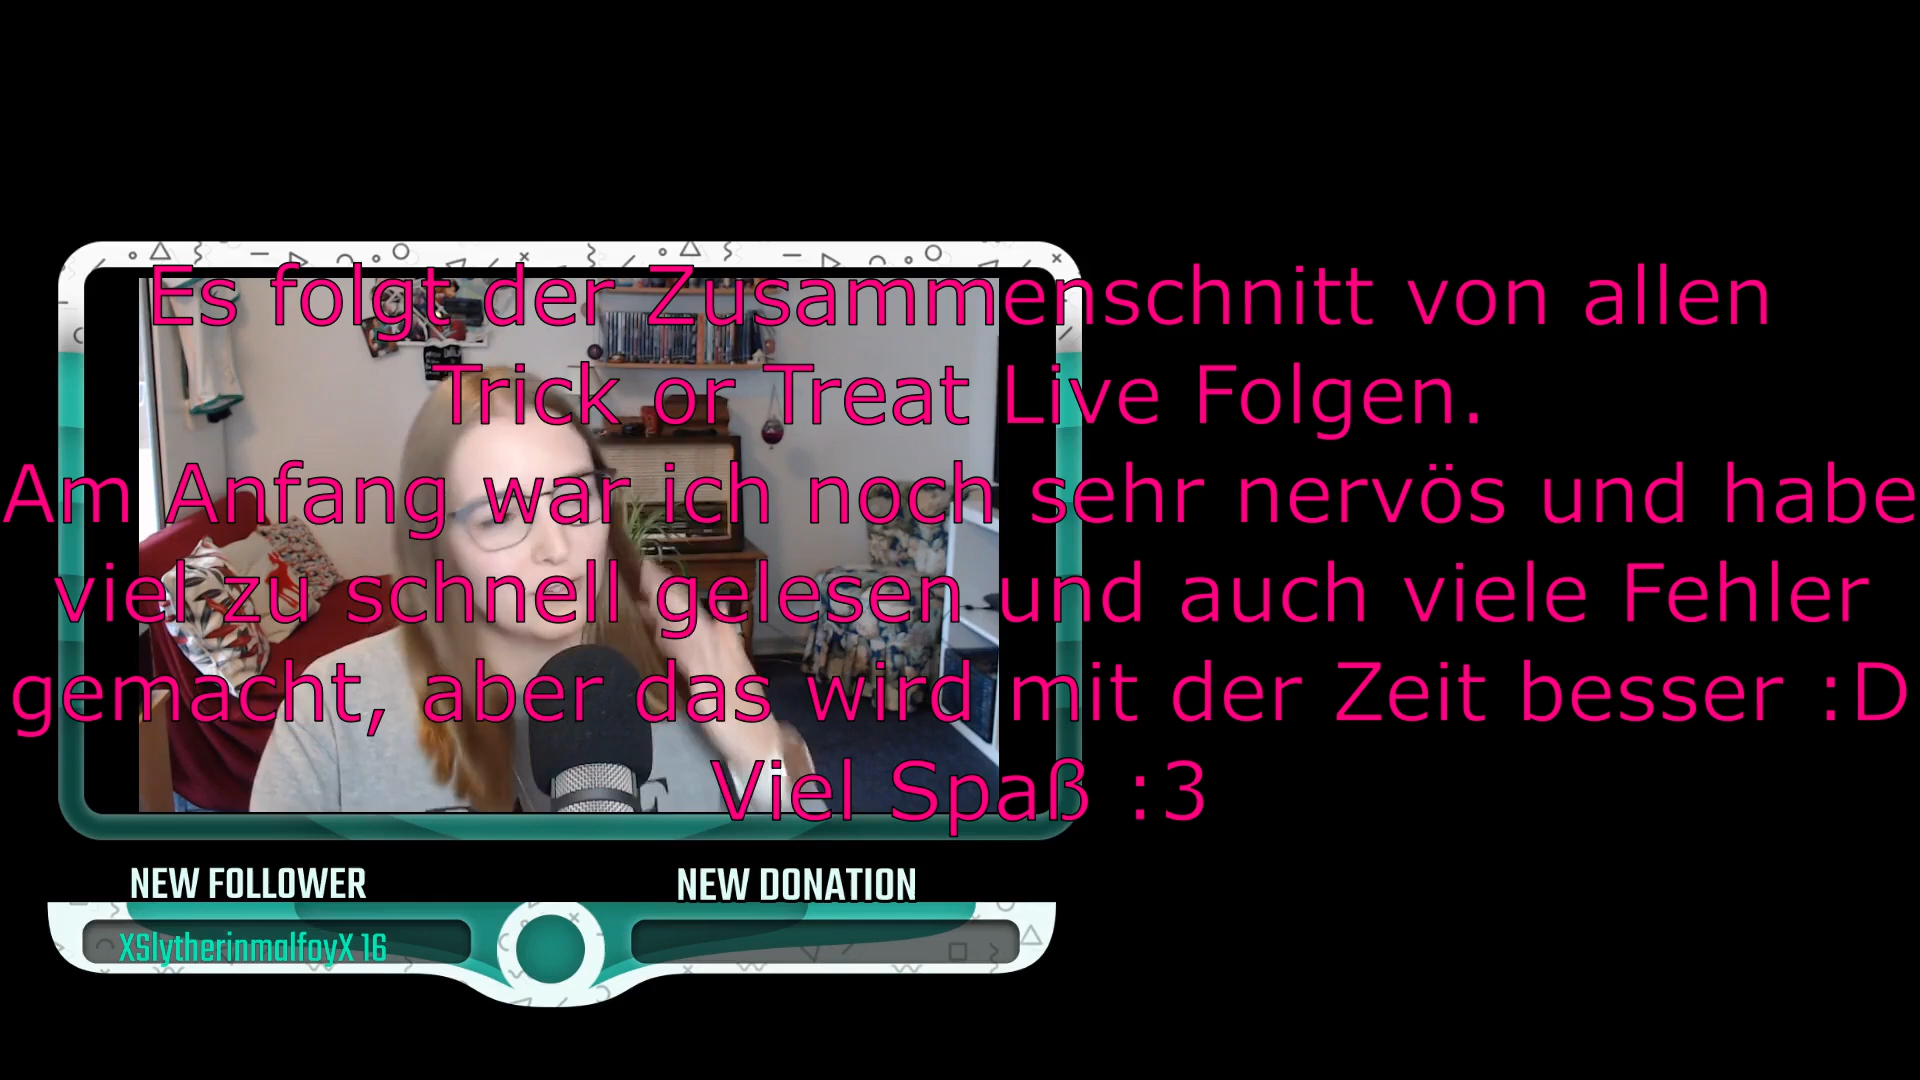 Es folgt der Zusammenschnitt von allen
Trick or Treat Live Folgen.
Am Anfang war ich noch sehr nervös und habe
viel zu schnell gelesen und auch viele Fehler
gemacht, aber das wird mit der Zeit besser :D
Viel Spaß :3
NEW FOLLOWER
NEW DONATION
XSlytherinmalfoyX 16